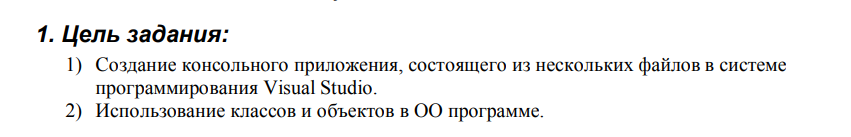 1. Цель задания:
1) Создание консольного приложения, состоящего из нескольких файлов в системе
программирования Visual Studio.
2) Использование классов и объектов в ОО программе.